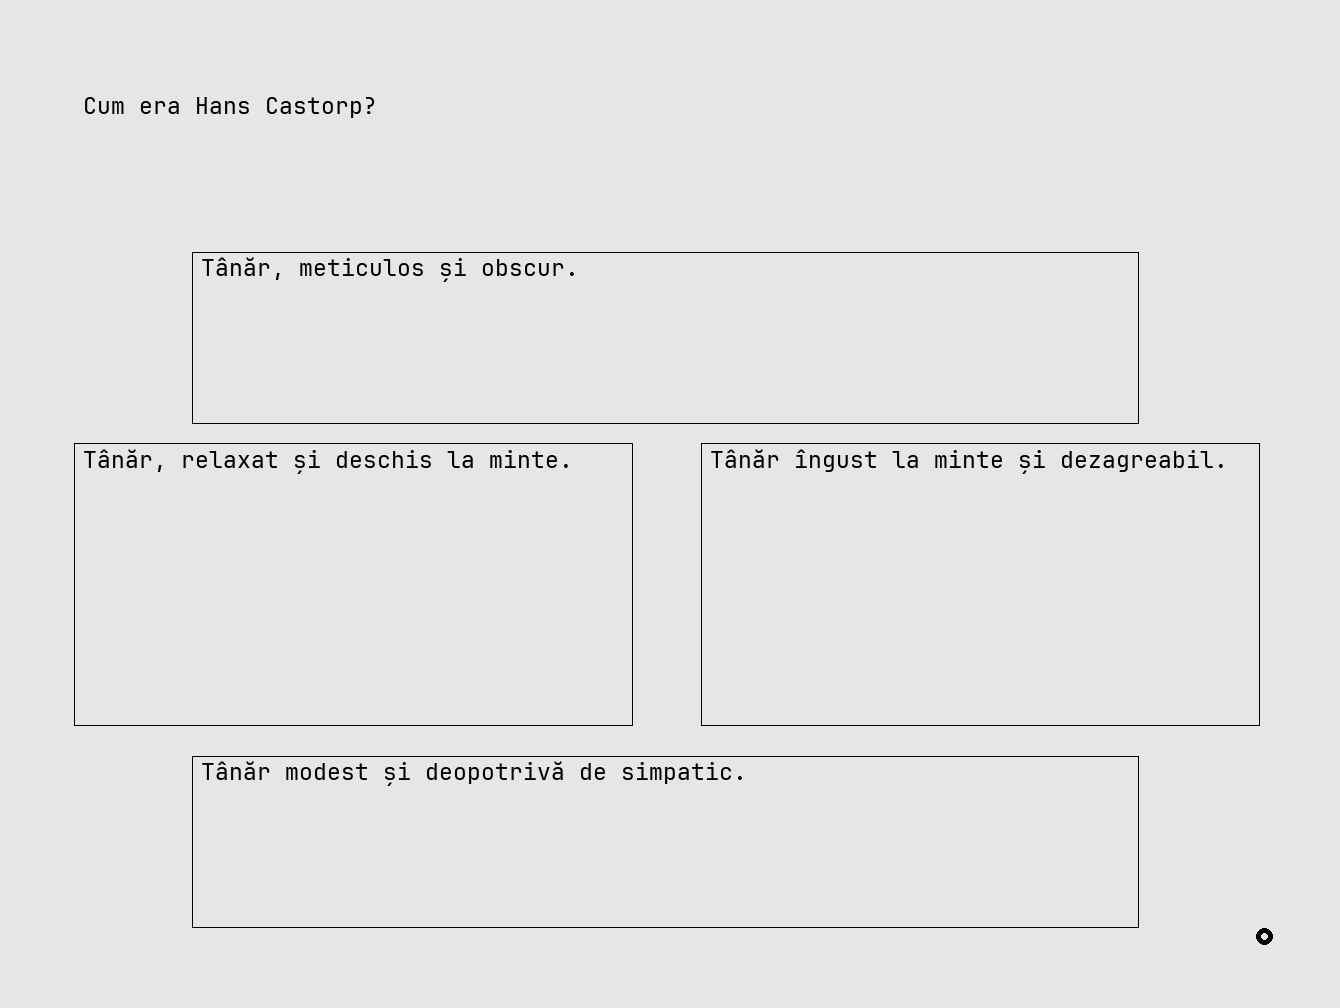 Cum era Hans Castorp?
Tânăr, meticulos și obscur.
Tânăr, relaxat și deschis la minte.
Tânăr îngust la minte și dezagreabil.
Tânăr modest și deopotrivă de simpatic.